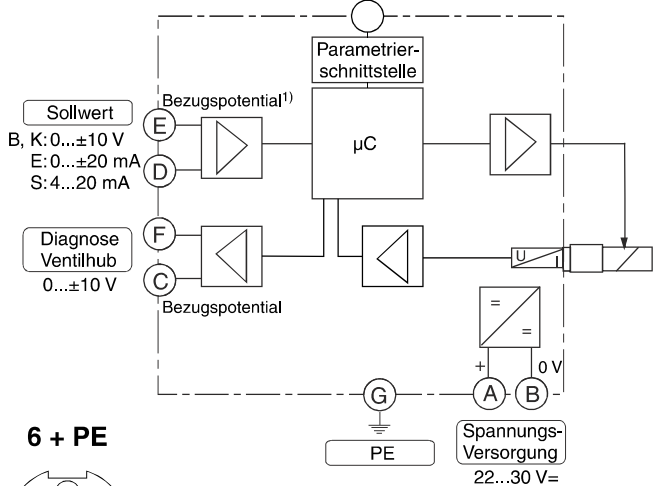 Parametrier-
schnittstelle
Sollwert
B, K: 0...±10 V
E: 0...±20 mA
S: 4...20 mA
Bezugspotential1)
E
D
µC
Diagnose
Ventilhub
0...±10 V
F
C
Bezugspotential
U
I
=
=
+
0 V
G
A
B
6 + PE
PE
Spannungs-
Versorgung
22...30 V=